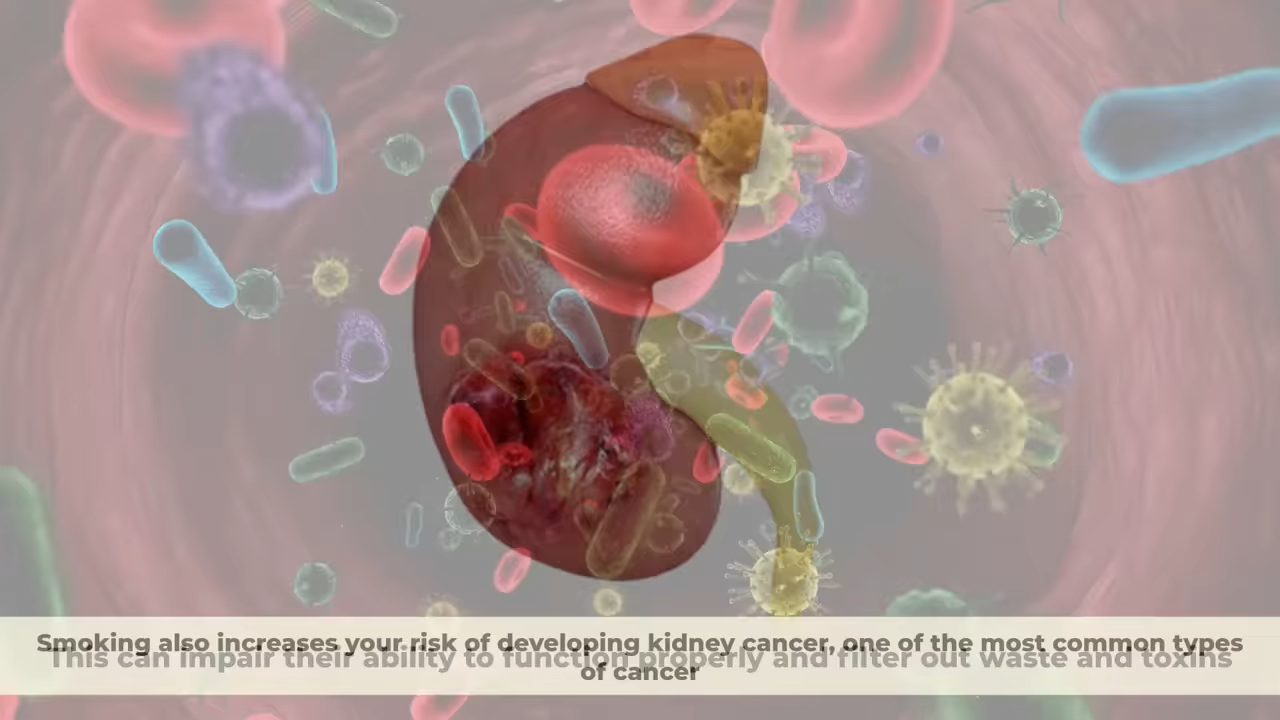 Smoking also increases your risk of developing kidney cancer, one of the most common types
This can impair their ability to function properly and filter out waste and toxins
of cancer